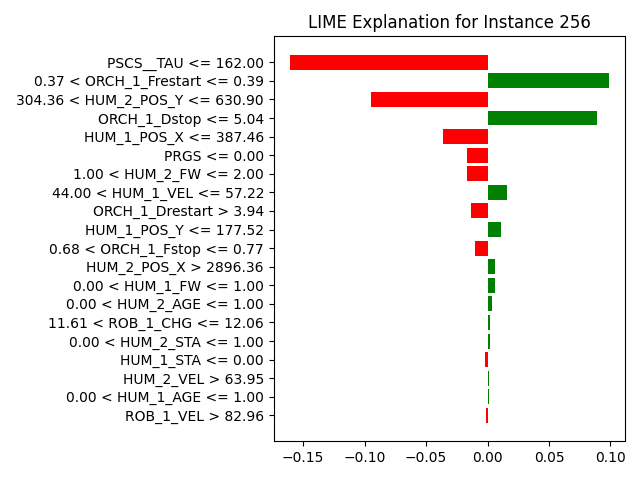 LIME Explanation for Instance 256
PSCS__TAU <= 162.00
0.37 < ORCH_1_Frestart <= 0.39
304.36 < HUM_2_POS_Y <= 630.90
ORCH_1_Dstop <= 5.04
HUM_1_POS_X <= 387.46
PRGS <= 0.00
1.00 < HUM_2_FW <= 2.00
44.00 < HUM_1_VEL <= 57.22
ORCH_1_Drestart > 3.94
HUM_1_POS_Y <= 177.52
0.68 < ORCH_1_Fstop <= 0.77
HUM_2_POS_X > 2896.36
0.00 < HUM_1_FW <= 1.00
0.00 < HUM_2_AGE <= 1.00
11.61 < ROB_1_CHG <= 12.06
0.00 < HUM_2_STA <= 1.00
HUM_1_STA <= 0.00
HUM_2_VEL > 63.95
0.00 < HUM_1_AGE <= 1.00
ROB_1_VEL > 82.96
−0.15 −0.10 −0.05 0.00 0.05 0.10